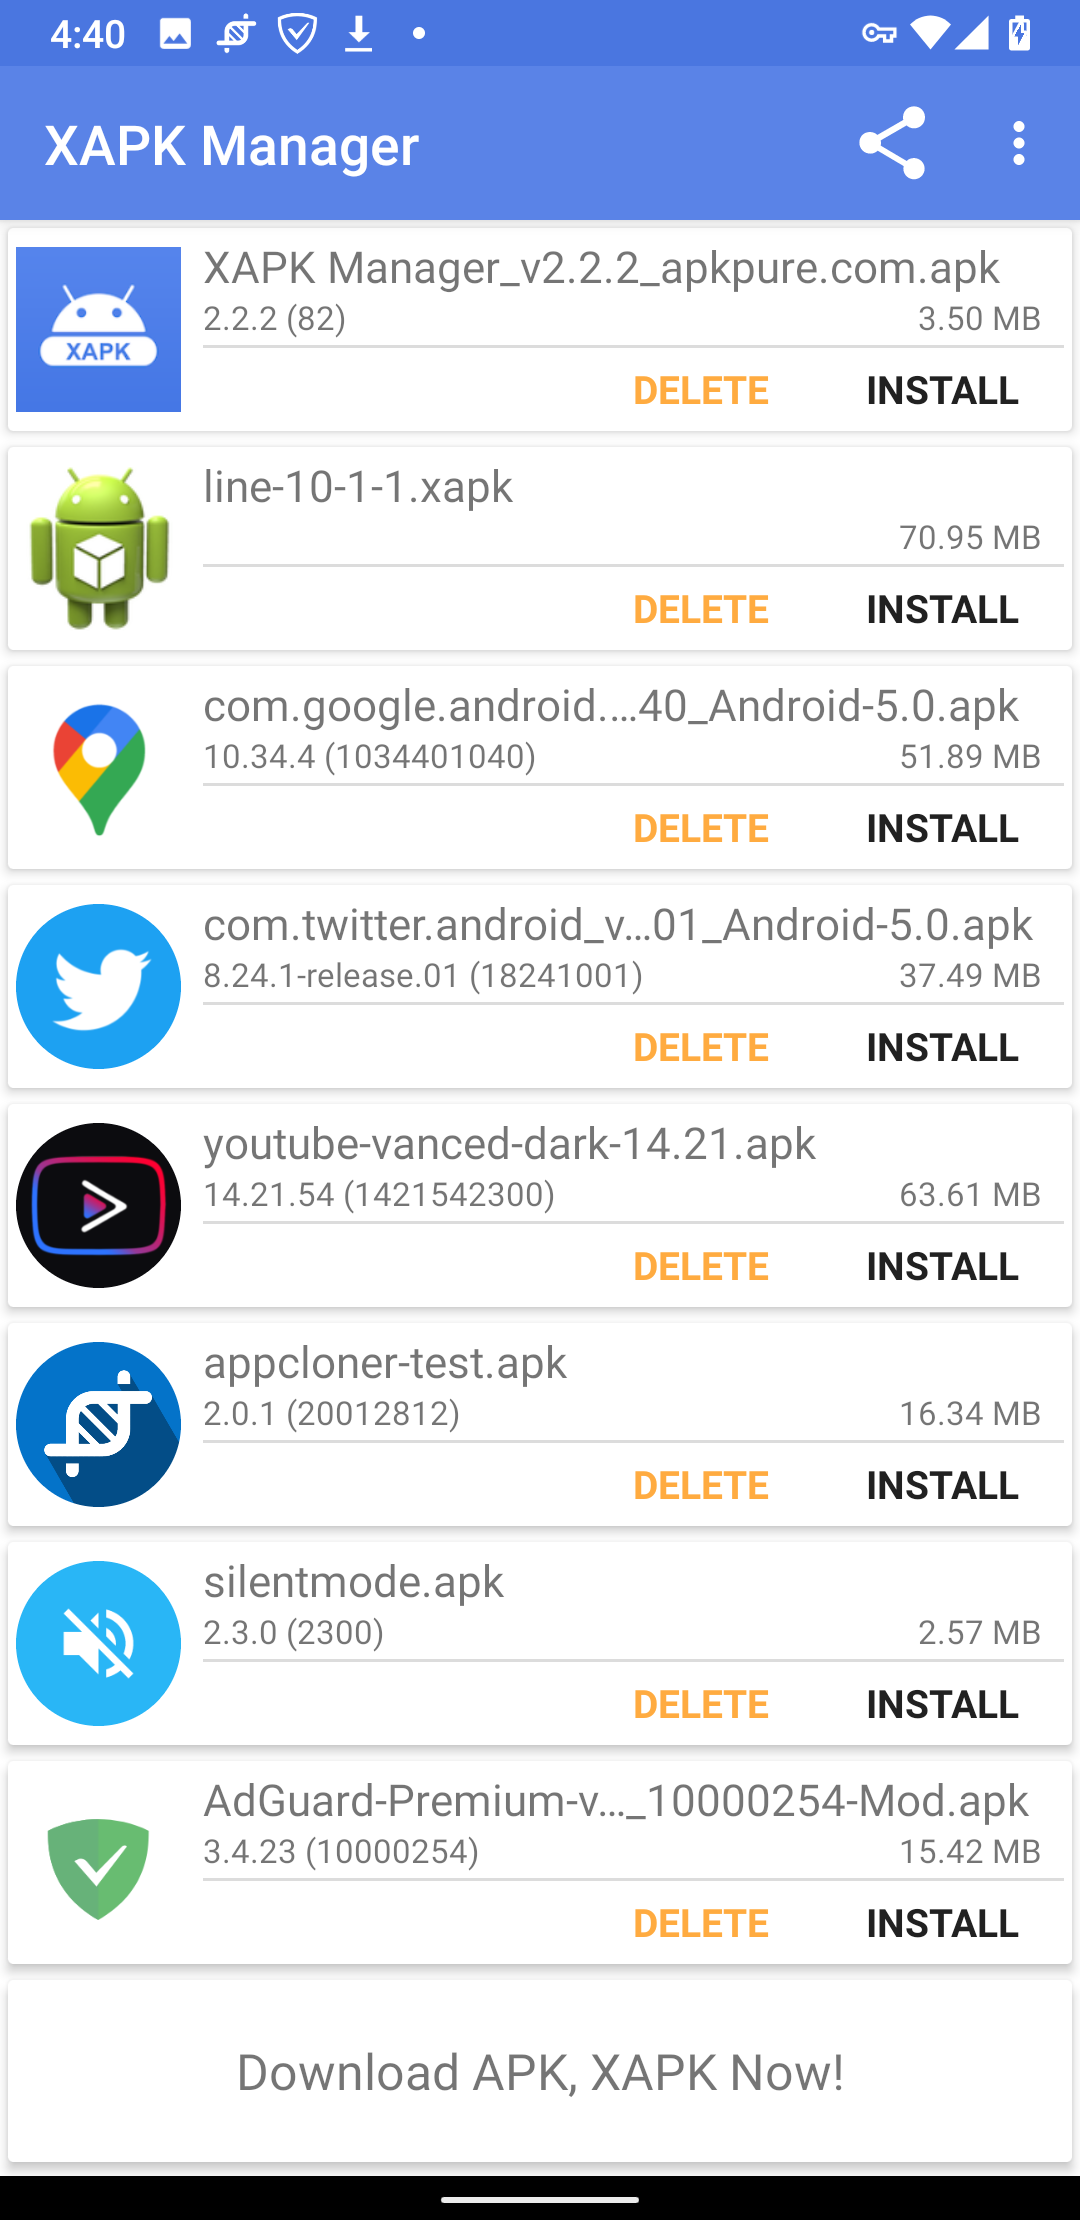 4:40
XAPK Manager
XAPK Manager_v2.2.2_apkpure.com.apk
2.2.2 (82) 3.50 MB
XAPK
DELETE INSTALL
line-10-1-1.xapk
70.95 MB
DELETE INSTALL
com.google.android....40_Android-5.0.apk
10.34.4 (1034401040) 51.89 MB
DELETE INSTALL
com.twitter.android_v...01_Android-5.0.apk
8.24.1-release.01 (18241001) 37.49 MB
DELETE INSTALL
youtube-vanced-dark-14.21.apk
14.21.54 (1421542300) 63.61 MB
DELETE INSTALL
appcloner-test.apk
2.0.1 (20012812) 16.34 MB
DELETE INSTALL
silentmode.apk
2.3.0 (2300) 2.57 MB
DELETE INSTALL
AdGuard-Premium-v..._10000254-Mod.apk
3.4.23 (10000254) 15.42 MB
DELETE INSTALL
Download APK, XAPK Now!